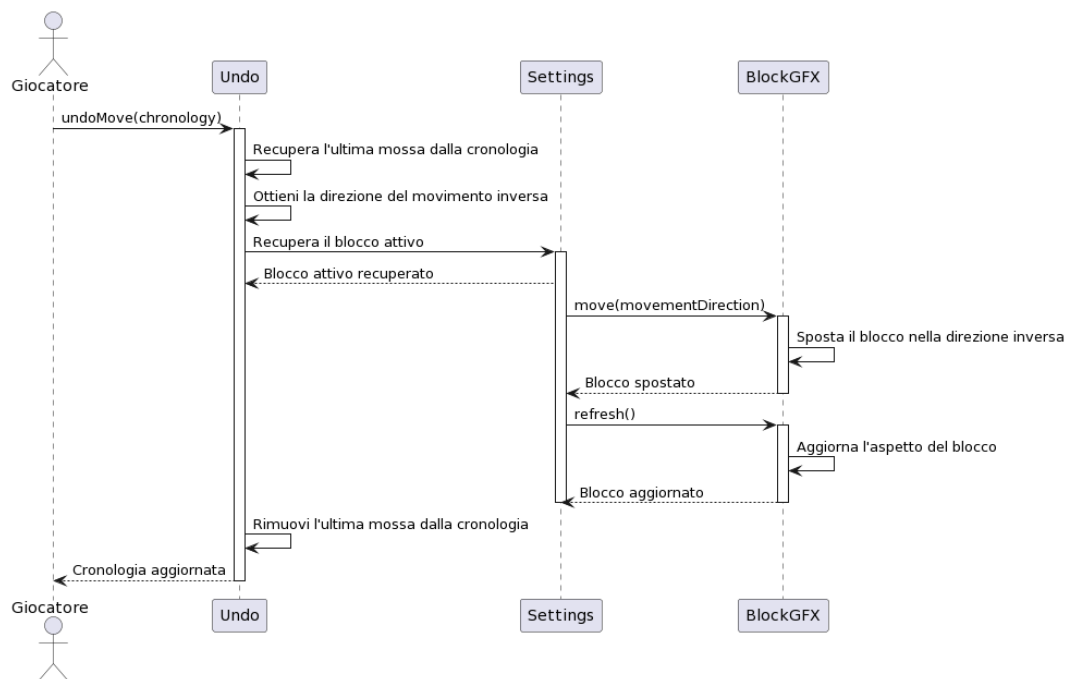 Giocatore
Undo
Settings
BlockGFX
undoMove(chronology)
Recupera l'ultima mossa dalla cronologia
Ottieni la direzione del movimento inversa
Recupera il blocco attivo
Blocco attivo recuperato
move(movementDirection)
Sposta il blocco nella direzione inversa
Blocco spostato
refresh()
Aggiorna l'aspetto del blocco
Blocco aggiornato
Rimuovi l'ultima mossa dalla cronologia
Cronologia aggiornata
Giocatore
Undo
Settings
BlockGFX